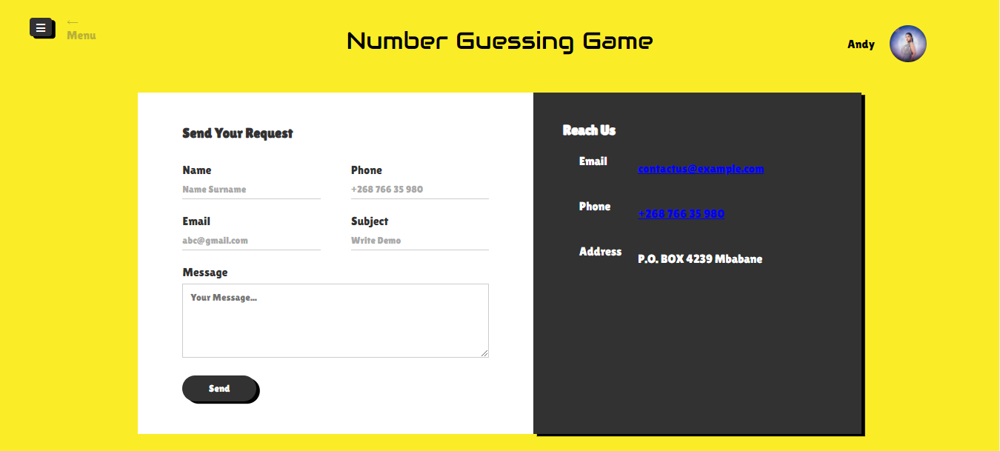 ←
Menu
Number Guessing Game
Andy
Send Your Request
Name
Phone
Name Surname
+268 766 35 980
Email
Subject
abc@gmail.com
Write Demo
Message
Your Message...
Send
Reach Us
Email
contactus@example.com
Phone
+268 766 35 980
Address
P.O. BOX 4239 Mbabane